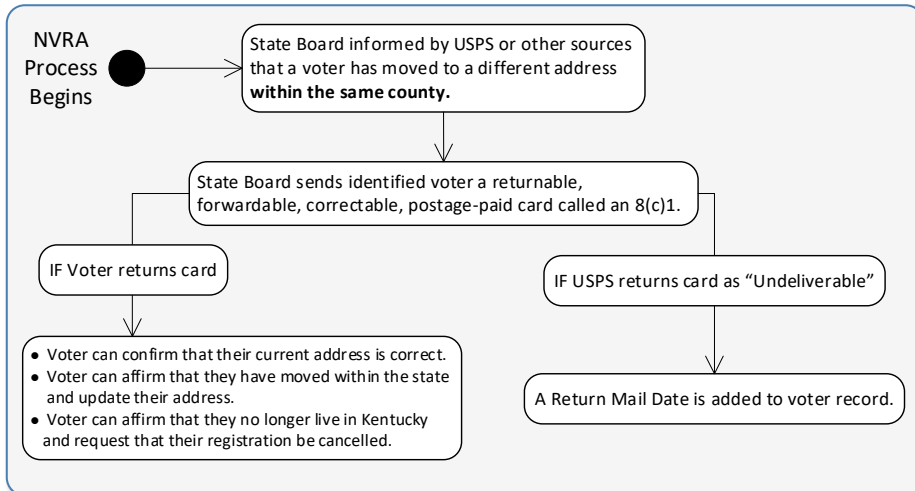 NVRA
Process
Begins
State Board informed by USPS or other sources
that a voter has moved to a different address
within the same county.
State Board sends identified voter a returnable,
forwardable, correctable, postage-paid card called an 8(c)1.
IF Voter returns card
IF USPS returns card as “Undeliverable”
● Voter can confirm that their current address is correct.
● Voter can affirm that they have moved within the state
and update their address.
● Voter can affirm that they no longer live in Kentucky
and request that their registration be cancelled.
A Return Mail Date is added to voter record.